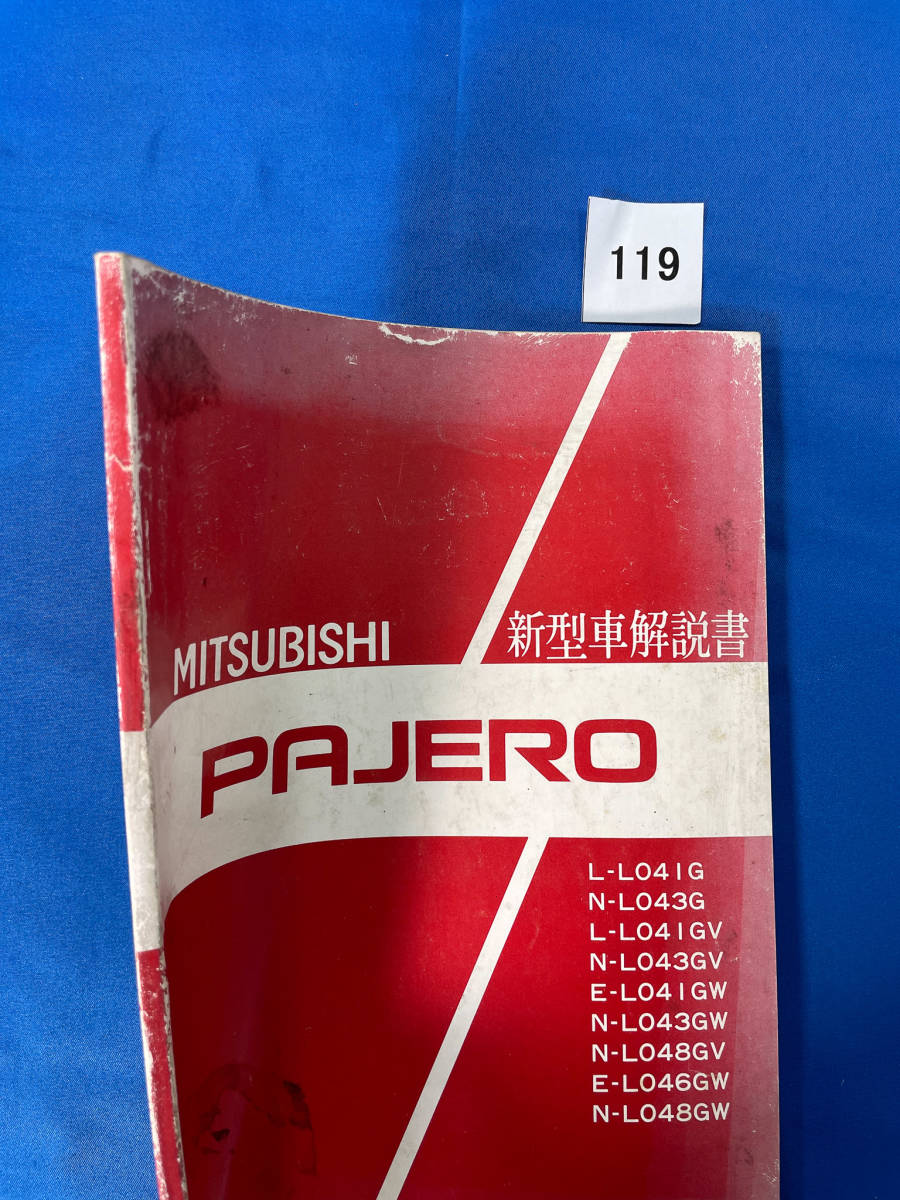 119
MITSUBISHI
新型車解説書
PAJERO
L-L041G
N-L043G
L-L041GV
N-L043GV
E-L041GW
N-L043GW
N-L048GV
E-L046GW
N-L048GW